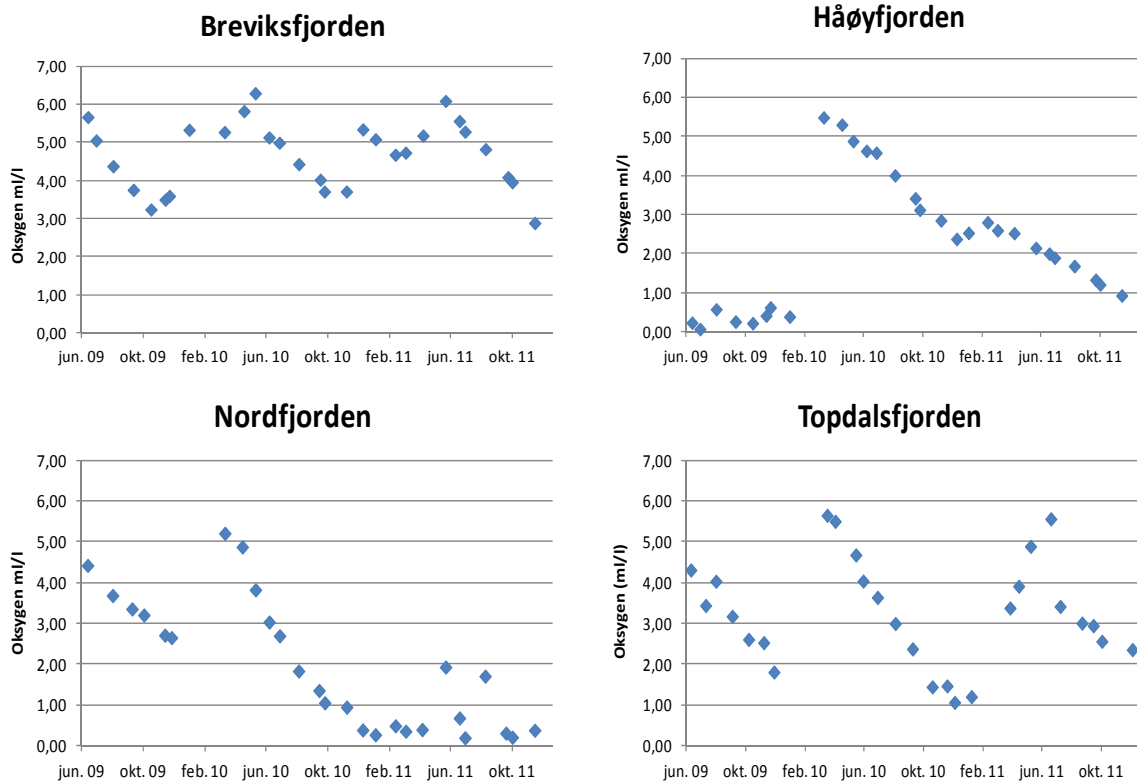 Breviksfjorden
7,00
6,00
5,00
4,00
3,00
2,00
1,00
0,00
Oksygen ml/l
jun. 09 okt. 09 feb. 10 jun. 10 okt. 10 feb. 11 jun. 11 okt. 11
Håøyfjorden
7,00
6,00
5,00
4,00
3,00
2,00
1,00
0,00
Oksygen ml/l
jun. 09 okt. 09 feb. 10 jun. 10 okt. 10 feb. 11 jun. 11 okt. 11
Nordfjorden
7,00
6,00
5,00
4,00
3,00
2,00
1,00
0,00
Oksygen ml/l
jun. 09 okt. 09 feb. 10 jun. 10 okt. 10 feb. 11 jun. 11 okt. 11
Topdalsfjorden
7,00
6,00
5,00
4,00
3,00
2,00
1,00
0,00
Oksygen (ml/l)
jun. 09 okt. 09 feb. 10 jun. 10 okt. 10 feb. 11 jun. 11 okt. 11